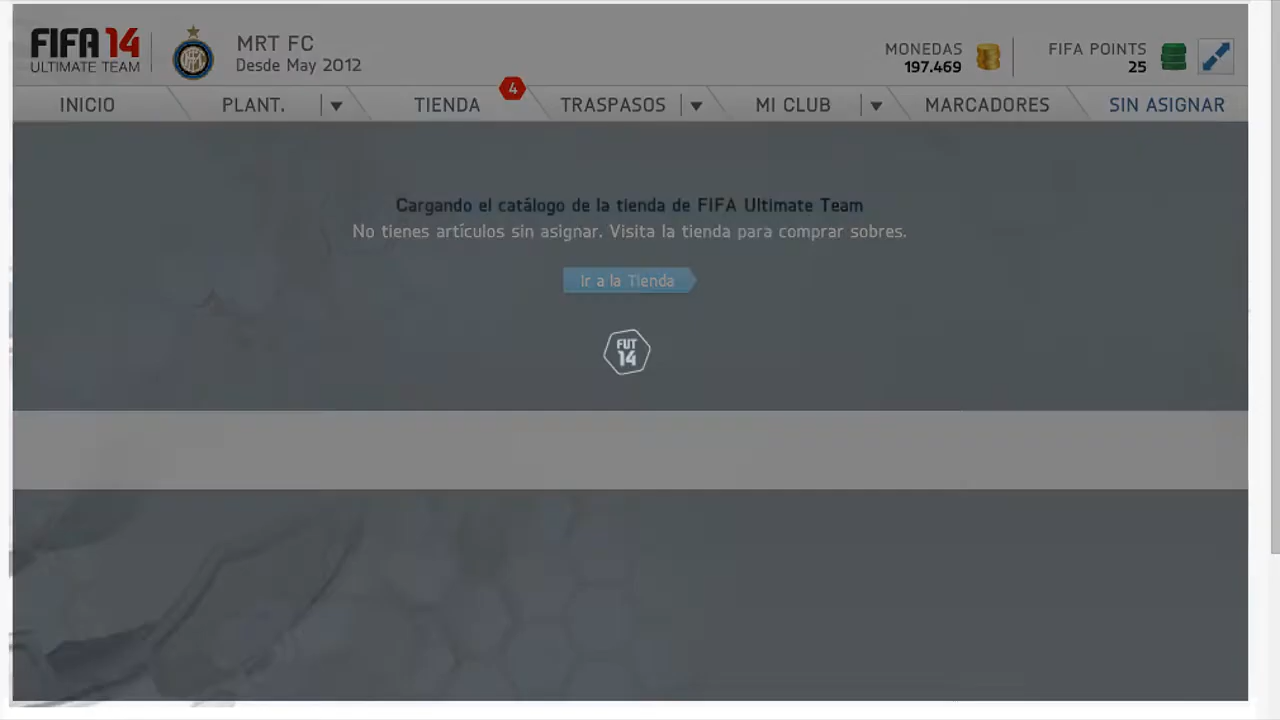 FIFA 14
ULTIMATE TEAM
MRT FC
Desde May 2012
MONEDAS
197.469
FIFA POINTS
25
INICIO
PLANT.
TIENDA
4
TRASPASOS
MI CLUB
MARCADORES
SIN ASIGNAR
Cargando el catálogo de la tienda de FIFA Ultimate Team
No tienes artículos sin asignar. Visita la tienda para comprar sobres.
Ir a la Tienda
FUT
14